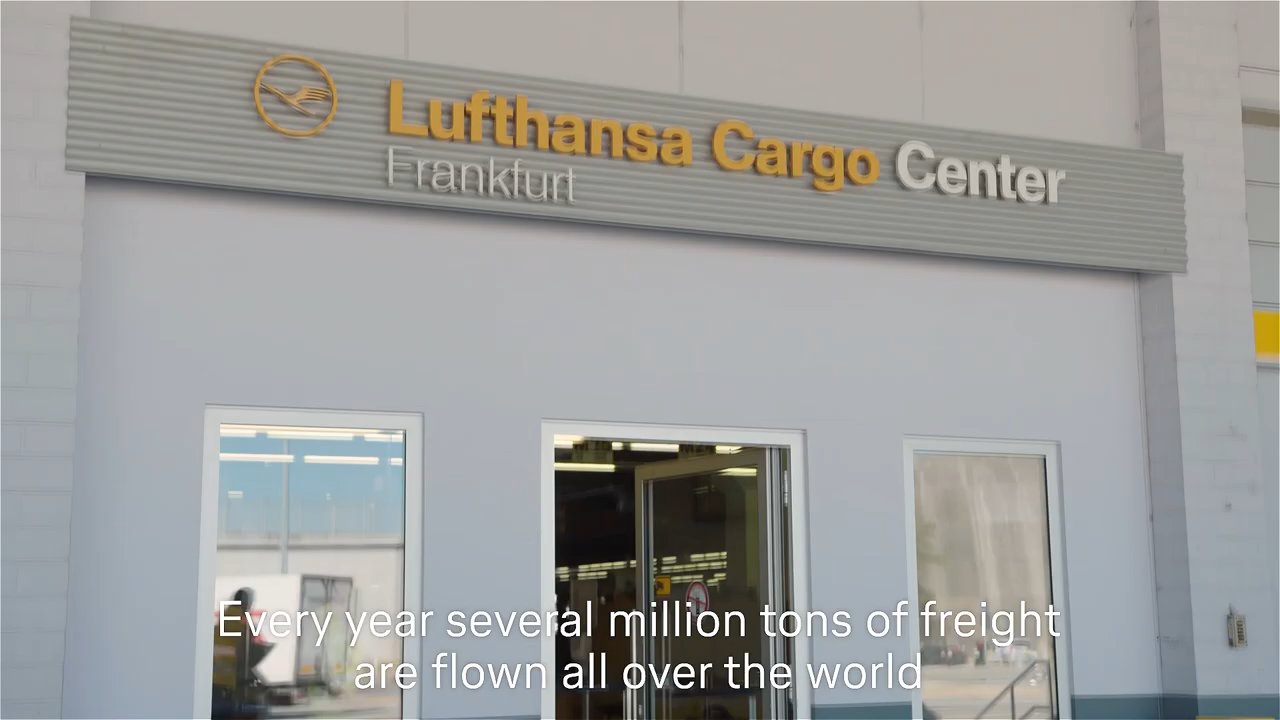 Lufthansa Cargo Center
Frankfurt
Every year several million tons of freight
are flown all over the world